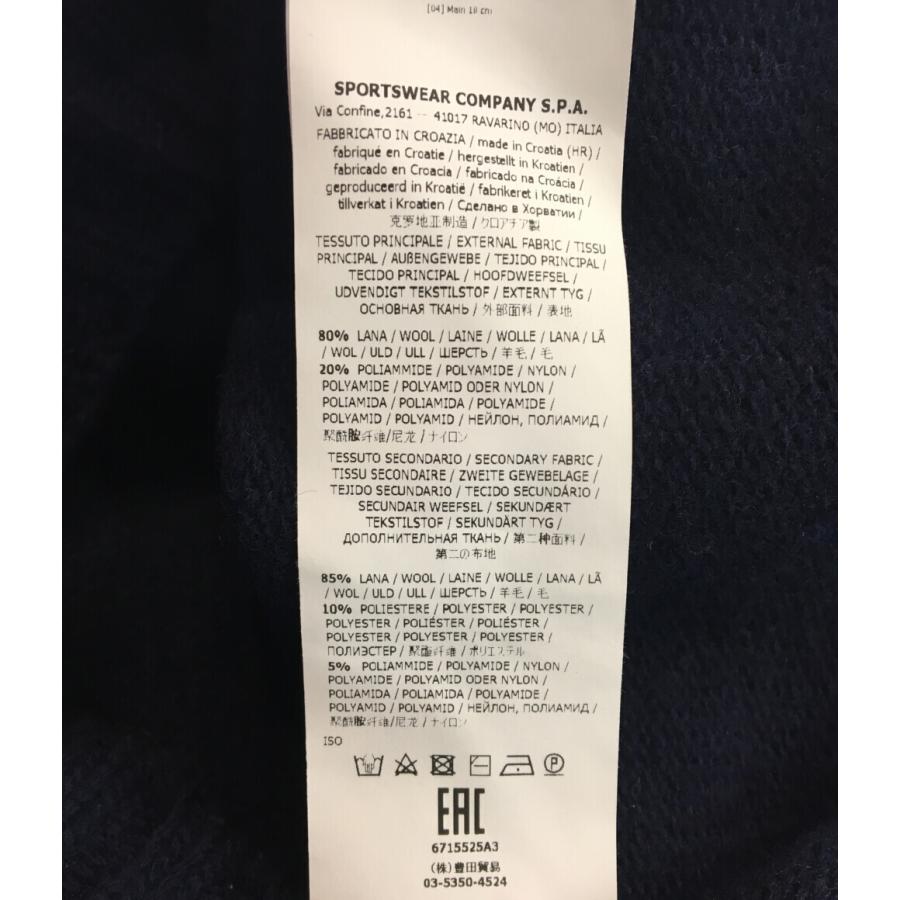 [04] Main 18 cm
SPORTSWEAR COMPANY S.P.A.
Via Confine,2161 -- 41017 RAVARINO (MO) ITALIA
FABBRICATO IN CROAZIA / made in Croatia (HR) /
fabriqué en Croatie / hergestellt in Kroatien /
fabricado en Croacia / fabricado na Croácia /
geproduceerd in Kroatië / fabrikeret i Kroatien /
tillverkat i Kroatien / Сделано в Хорватии /
克罗地亚制造 / クロアチア製
TESSUTO PRINCIPALE / EXTERNAL FABRIC / TISSU
PRINCIPAL / AUßENGEWEBE / TEJIDO PRINCIPAL /
TECIDO PRINCIPAL / HOOFDWEEFSEL /
UDVENDIGT TEKSTILSTOF / EXTERNT TYG /
ОСНОВНАЯ ТКАНЬ / 外部面料 / 表地
80% LANA / WOOL / LAINE / WOLLE / LANA / LÃ
/ WOL / ULD / ULL / ШЕРСТЬ / 羊毛 / 毛
20% POLIAMMIDE / POLYAMIDE / NYLON /
POLYAMIDE / POLYAMID ODER NYLON /
POLIAMIDA / POLIAMIDA / POLYAMIDE /
POLYAMID / POLYAMID / НЕЙЛОН, ПОЛИАМИД /
聚酰胺纤维/尼龙 / ナイロン
TESSUTO SECONDARIO / SECONDARY FABRIC /
TISSU SECONDAIRE / ZWEITE GEWEBELAGE /
TEJIDO SECUNDARIO / TECIDO SECUNDÁRIO /
SECUNDAIR WEEFSEL / SEKUNDÆRT
TEKSTILSTOF / SEKUNDÄRT TYG /
ДОПОЛНИТЕЛЬНАЯ ТКАНЬ / 第二种面料 /
第二の布地
85% LANA / WOOL / LAINE / WOLLE / LANA / LÃ
/ WOL / ULD / ULL / ШЕРСТЬ / 羊毛 / 毛
10% POLIESTERE / POLYESTER / POLYESTER /
POLYESTER / POLIÉSTER / POLIÉSTER /
POLYESTER / POLYESTER / POLYESTER /
ПОЛИЭСТЕР / 聚酯纤维 / ポリエステル
5% POLIAMMIDE / POLYAMIDE / NYLON /
POLYAMIDE / POLYAMID ODER NYLON /
POLIAMIDA / POLIAMIDA / POLYAMIDE /
POLYAMID / POLYAMID / НЕЙЛОН, ПОЛИАМИД /
聚酰胺纤维/尼龙 / ナイロン
ISO
P
EAC
6715525A3
(株)豊田貿易
03-5350-4524